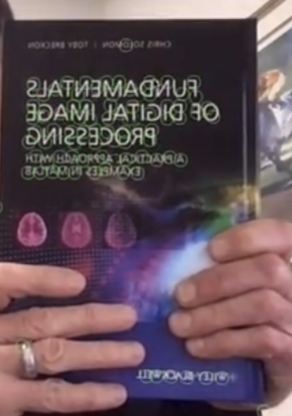 CHRIS SOLOMON | TOBY BRECKON
FUNDAMENTALS
OF DIGITAL IMAGE
PROCESSING
A PRACTICAL APPROACH WITH
EXAMPLES IN MATLAB
WILEY-BLACKWELL